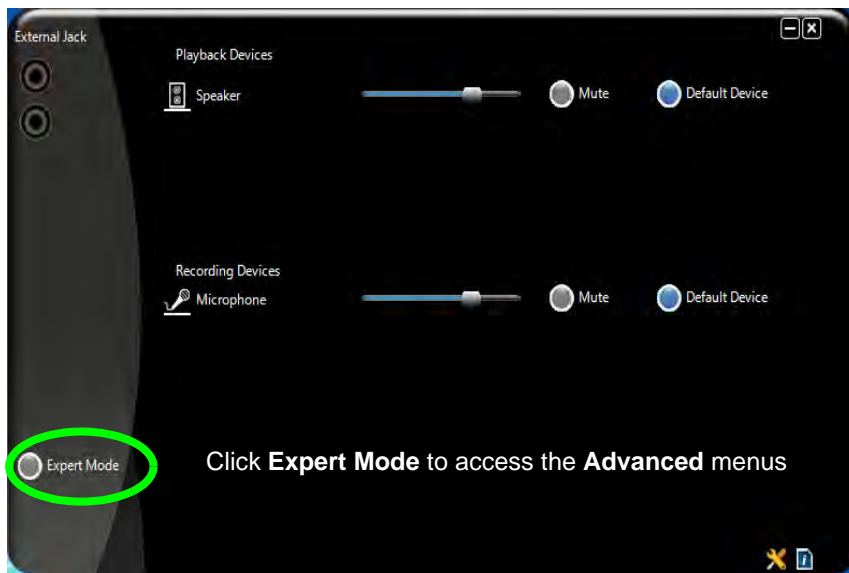 External Jack
Playback Devices
Speaker
Mute
Default Device
Recording Devices
Microphone
Mute
Default Device
Expert Mode
Click Expert Mode to access the Advanced menus